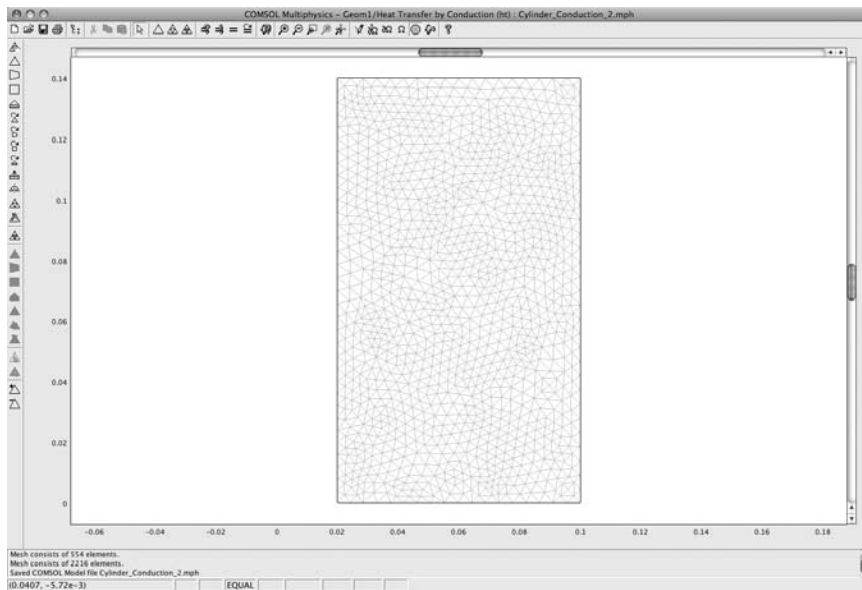 COMSOL Multiphysics – Geom1/Heat Transfer by Conduction (ht) : Cylinder_Conduction_2.mph
0.14
0.12
0.1
0.08
0.06
0.04
0.02
0
-0.06 -0.04 -0.02 0 0.02 0.04 0.06 0.08 0.1 0.12 0.14 0.16 0.18
Mesh consists of 554 elements.
Mesh consists of 2216 elements.
Saved COMSOL Model file Cylinder_Conduction_2.mph
(0.0407, -5.72e-3) EQUAL